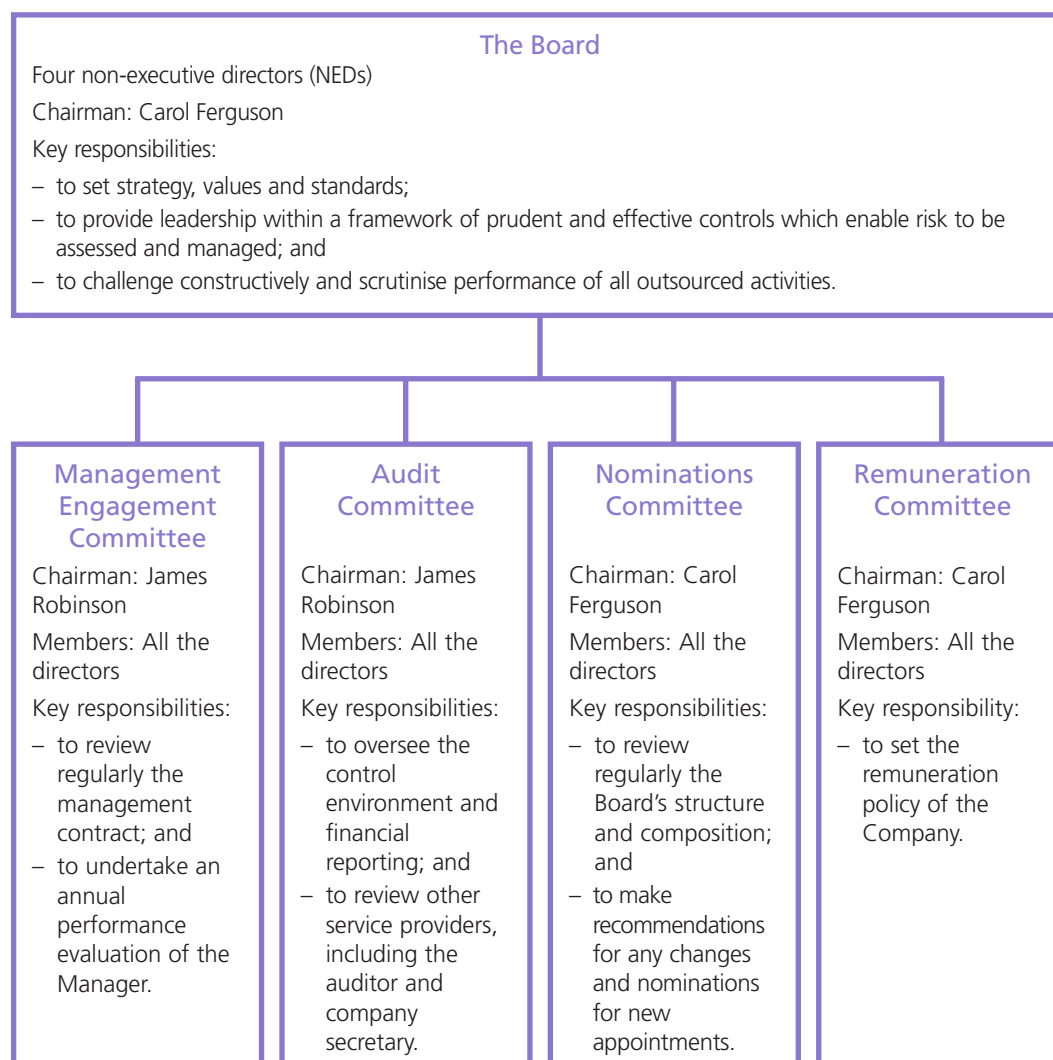 The Board
Four non-executive directors (NEDs)
Chairman: Carol Ferguson
Key responsibilities:
– to set strategy, values and standards;
– to provide leadership within a framework of prudent and effective controls which enable risk to be
assessed and managed; and
– to challenge constructively and scrutinise performance of all outsourced activities.
Management
Engagement
Committee
Chairman: James
Robinson
Members: All the
directors
Key responsibilities:
– to review
regularly the
management
contract; and
– to undertake an
annual
performance
evaluation of the
Manager.
Audit
Committee
Chairman: James
Robinson
Members: All the
directors
Key responsibilities:
– to oversee the
control
environment and
financial
reporting; and
– to review other
service providers,
including the
auditor and
company
secretary.
Nominations
Committee
Chairman: Carol
Ferguson
Members: All the
directors
Key responsibilities:
– to review
regularly the
Board's structure
and composition;
and
– to make
recommendations
for any changes
and nominations
for new
appointments.
Remuneration
Committee
Chairman: Carol
Ferguson
Members: All the
directors
Key responsibility:
– to set the
remuneration
policy of the
Company.